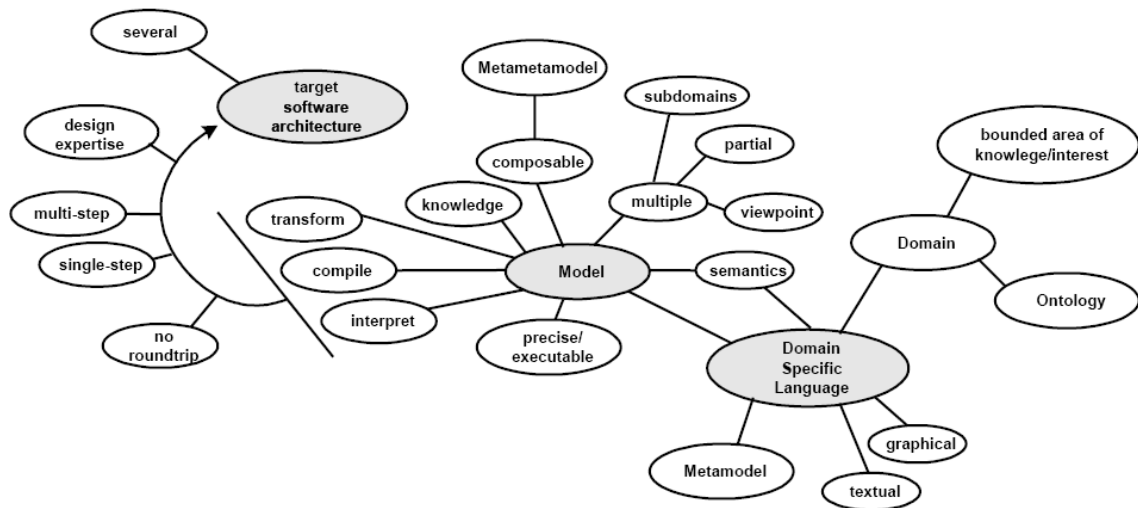 several
target
software
architecture
Metametamodel
subdomains
design
expertise
partial
bounded area of
knowlege/interest
composable
multi-step
knowledge
multiple
viewpoint
transform
Domain
single-step
compile
Model
semantics
Ontology
interpret
no
roundtrip
precise/
executable
Domain
Specific
Language
graphical
Metamodel
textual